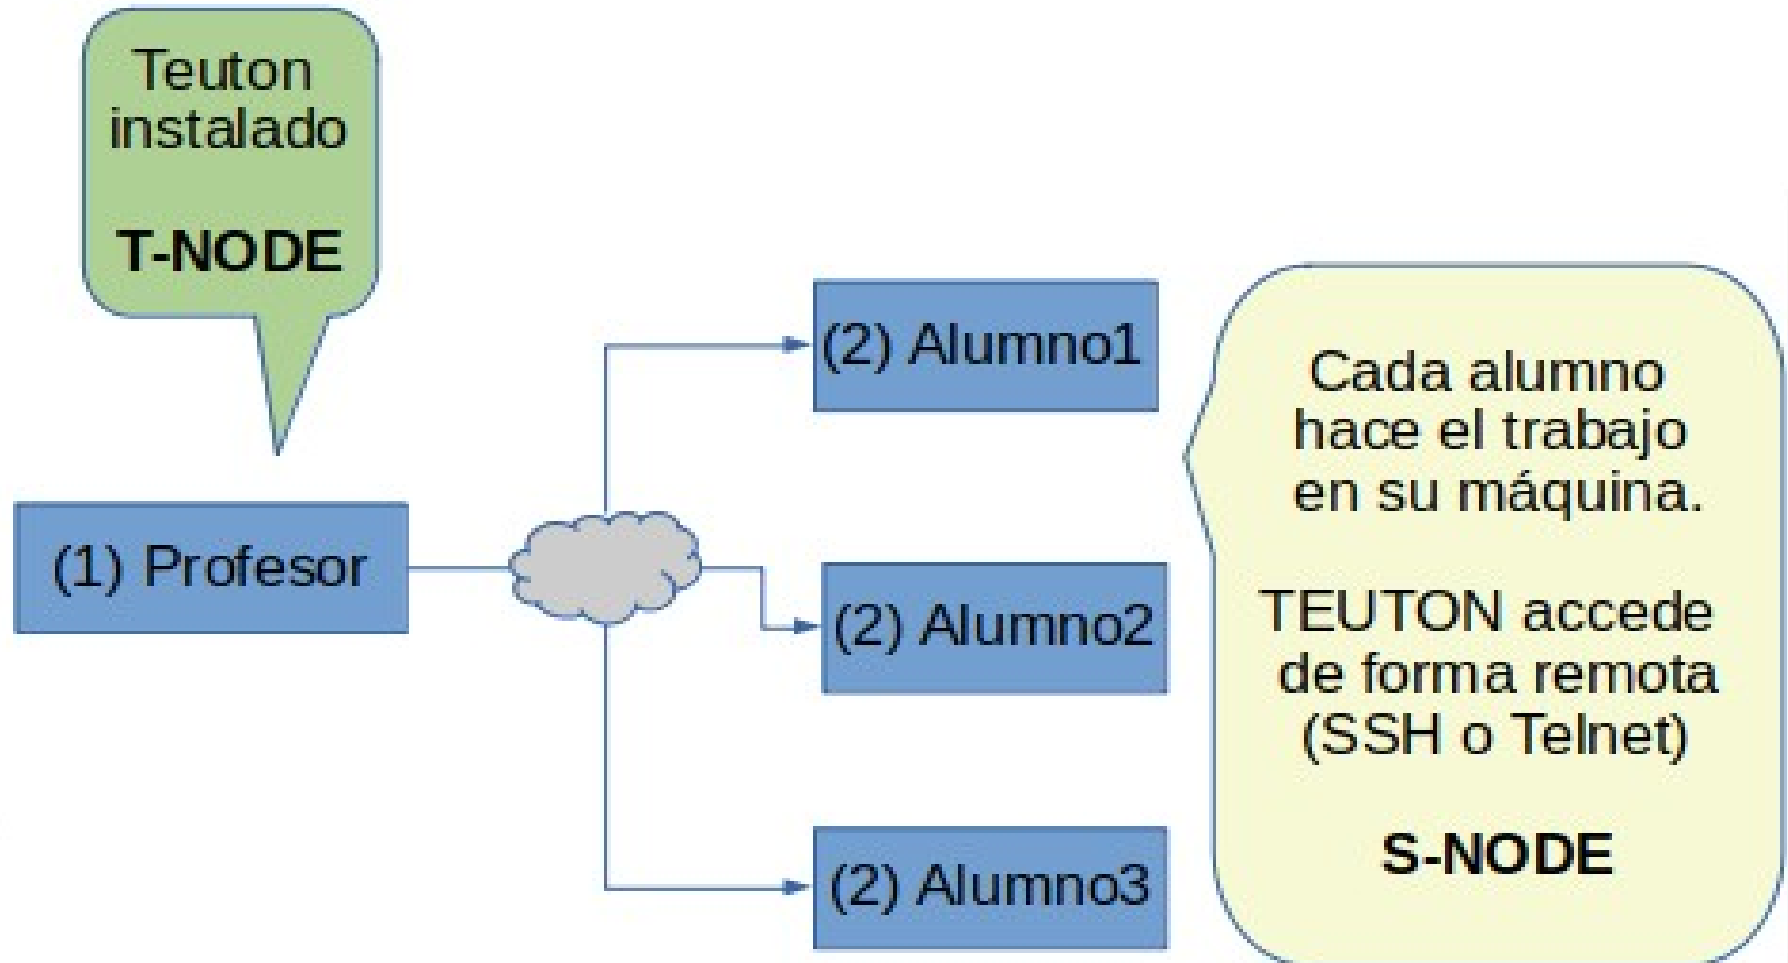 Teuton
instalado
T-NODE
(1) Profesor
(2) Alumno1
(2) Alumno2
(2) Alumno3
Cada alumno
hace el trabajo
en su máquina.
TEUTON accede
de forma remota
(SSH o Telnet)
S-NODE